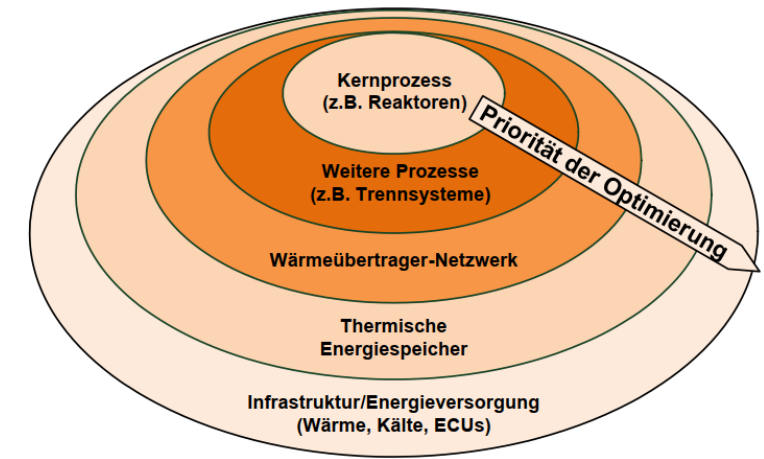 Kernprozess
(z.B. Reaktoren)
Priorität der Optimierung
Weitere Prozesse
(z.B. Trennsysteme)
Wärmeübertrager-Netzwerk
Thermische
Energiespeicher
Infrastruktur/Energieversorgung
(Wärme, Kälte, ECUs)